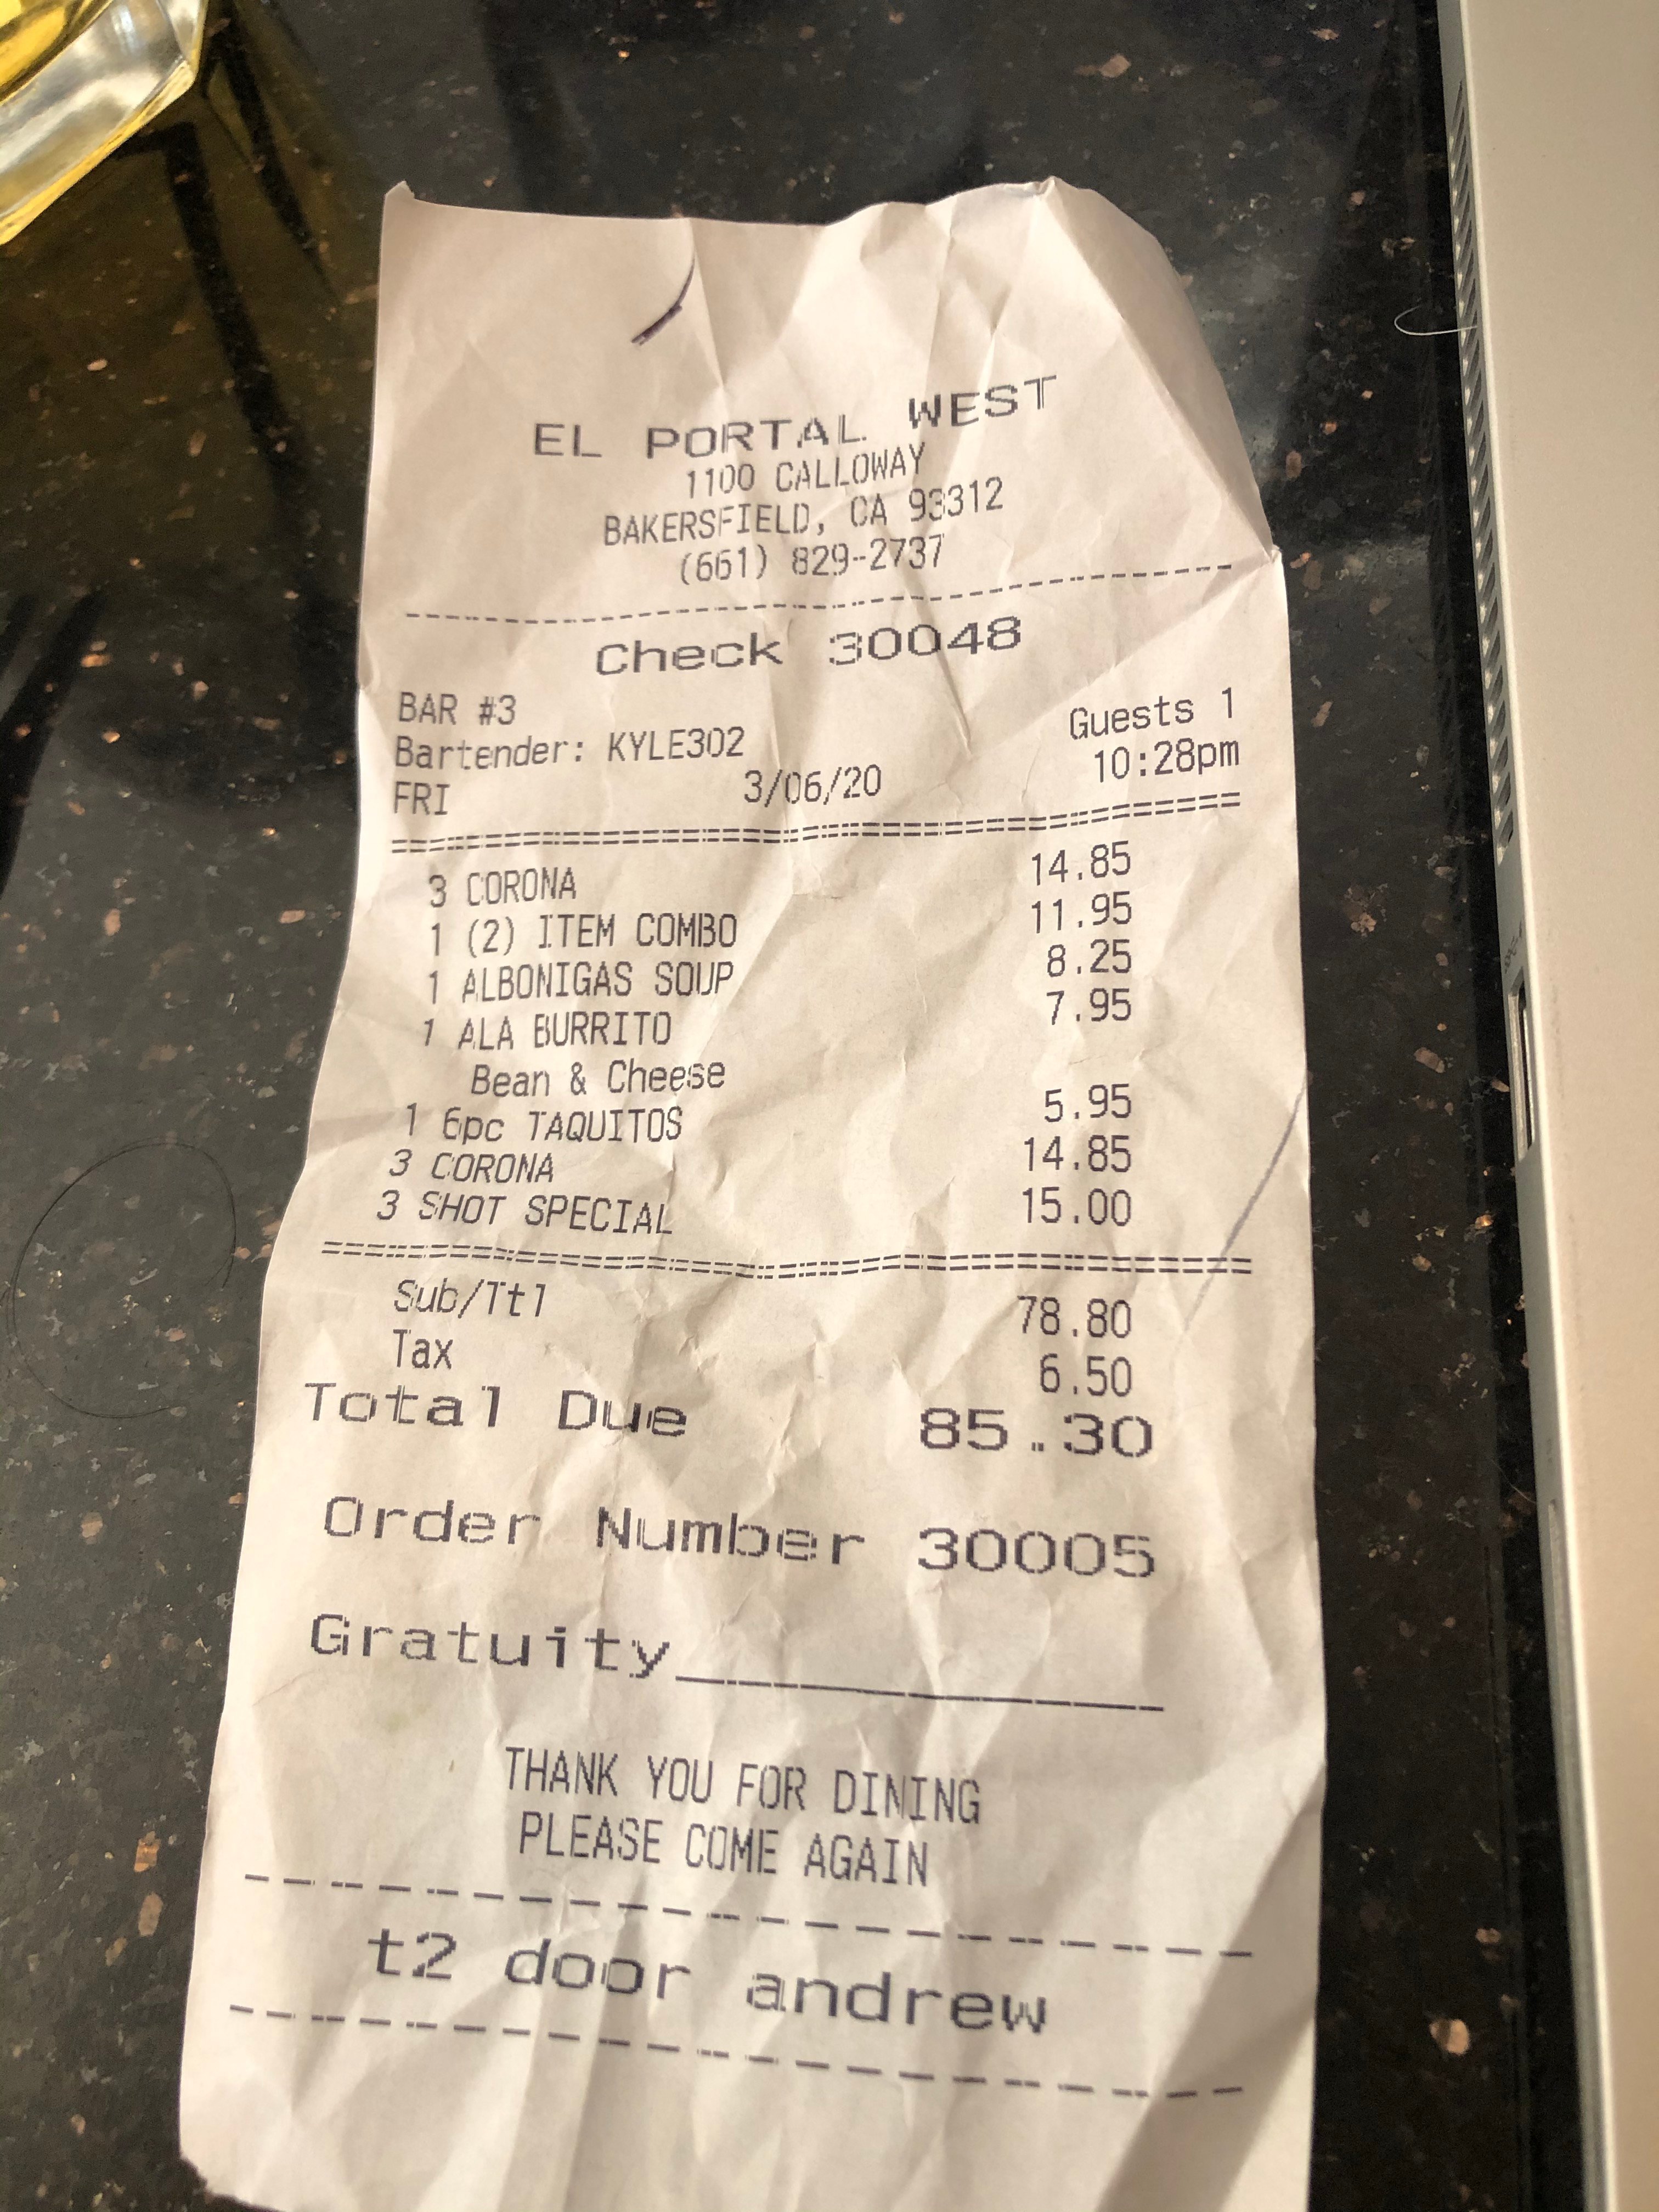 EL PORTAL WEST
1100 CALLOWAY
BAKERSFIELD, CA 93312
(661) 829-2737
Check 30048
BAR #3 Guests 1
Bartender: KYLE302 10:28pm
FRI 3/06/20
3 CORONA 14.85
1 (2) ITEM COMBO 11.95
1 ALBONIGAS SOUP 8.25
1 ALA BURRITO 7.95
Bean & Cheese
1 6pc TAQUITOS 5.95
3 CORONA 14.85
3 SHOT SPECIAL 15.00
Sub/Ttl 78.80
Tax 6.50
Total Due 85.30
Order Number 30005
Gratuity
THANK YOU FOR DINING
PLEASE COME AGAIN
t2 door andrew